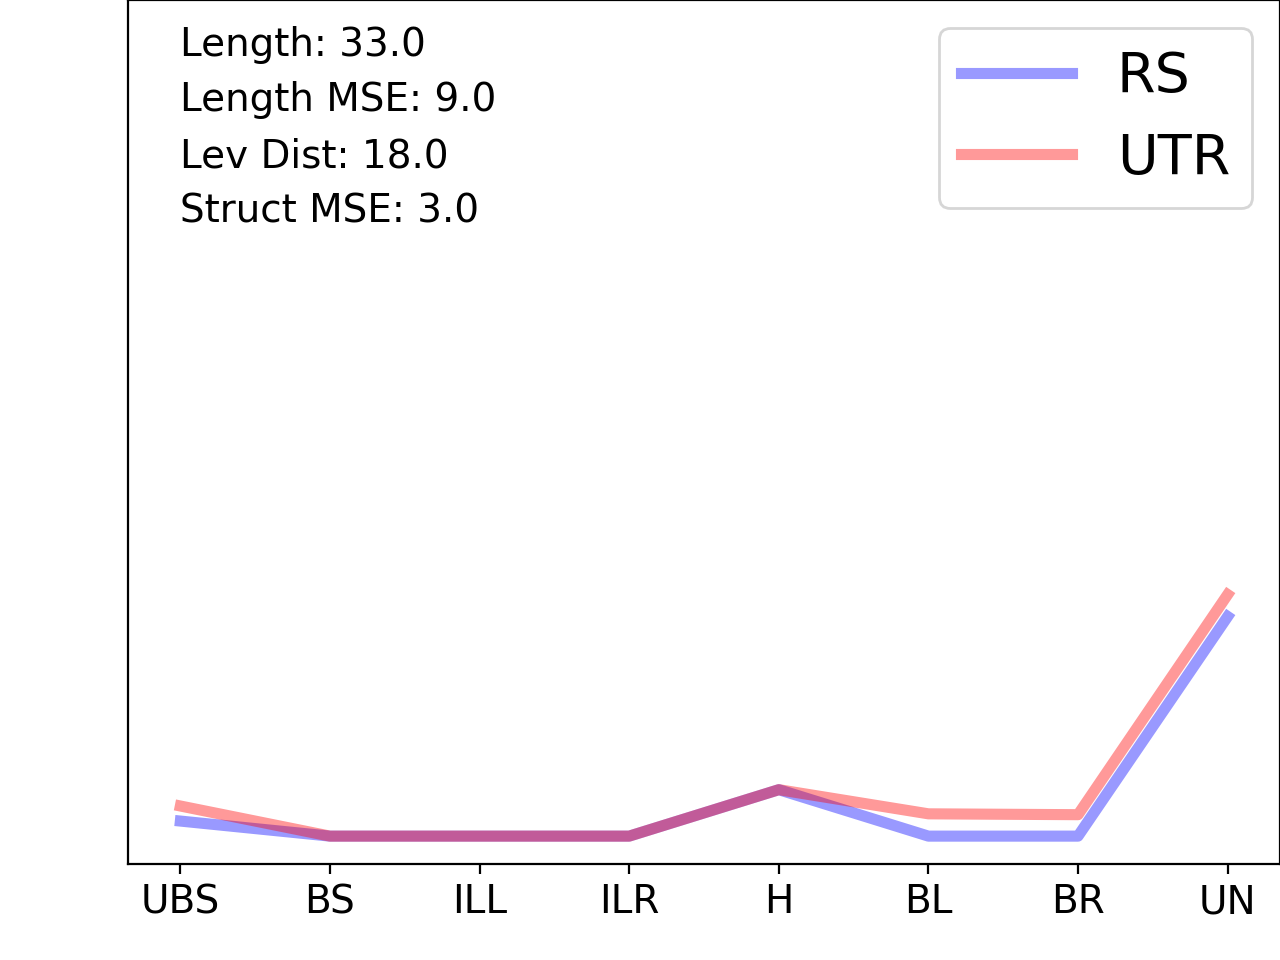 Length: 33.0
Length MSE: 9.0
Lev Dist: 18.0
Struct MSE: 3.0
RS
UTR
UBS BS ILL ILR H BL BR UN